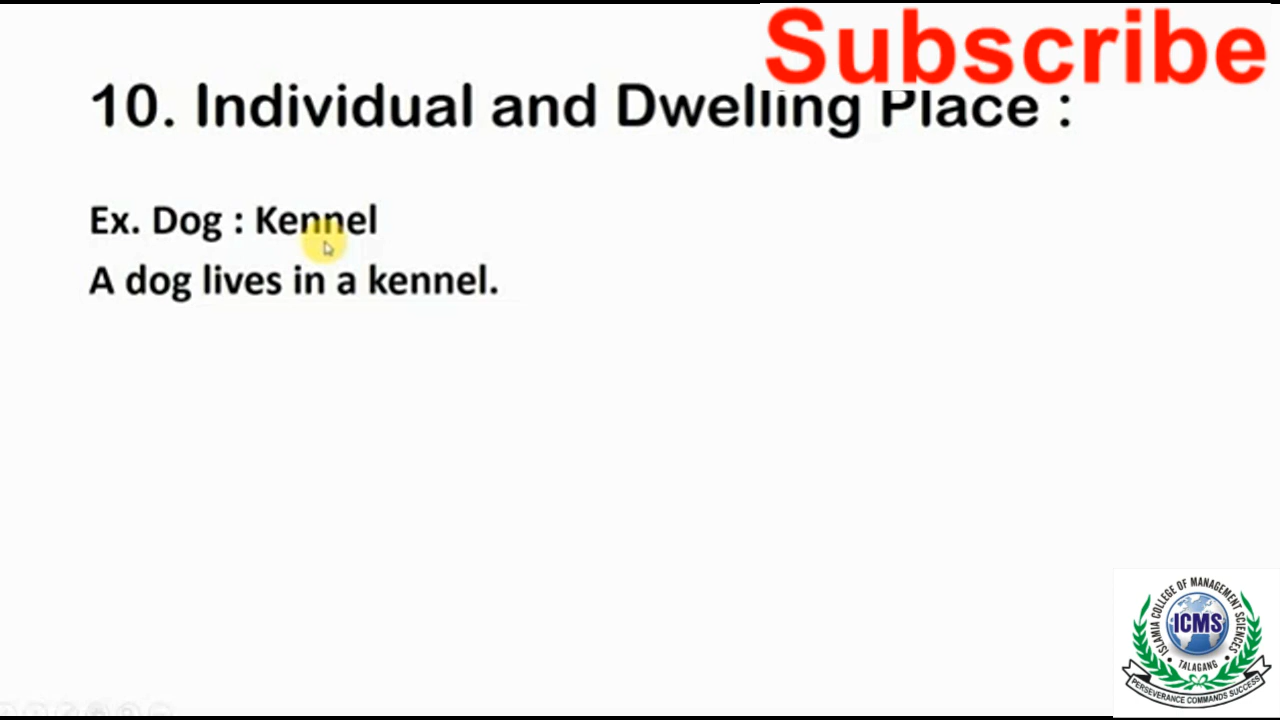 Subscribe
10. Individual and Dwelling Place :
Ex. Dog : Kennel
A dog lives in a kennel.
ISLAMIA COLLEGE OF MANAGEMENT SCIENCES
ICMS
• TALAGANG •
PERSEVERANCE COMMANDS SUCCESS